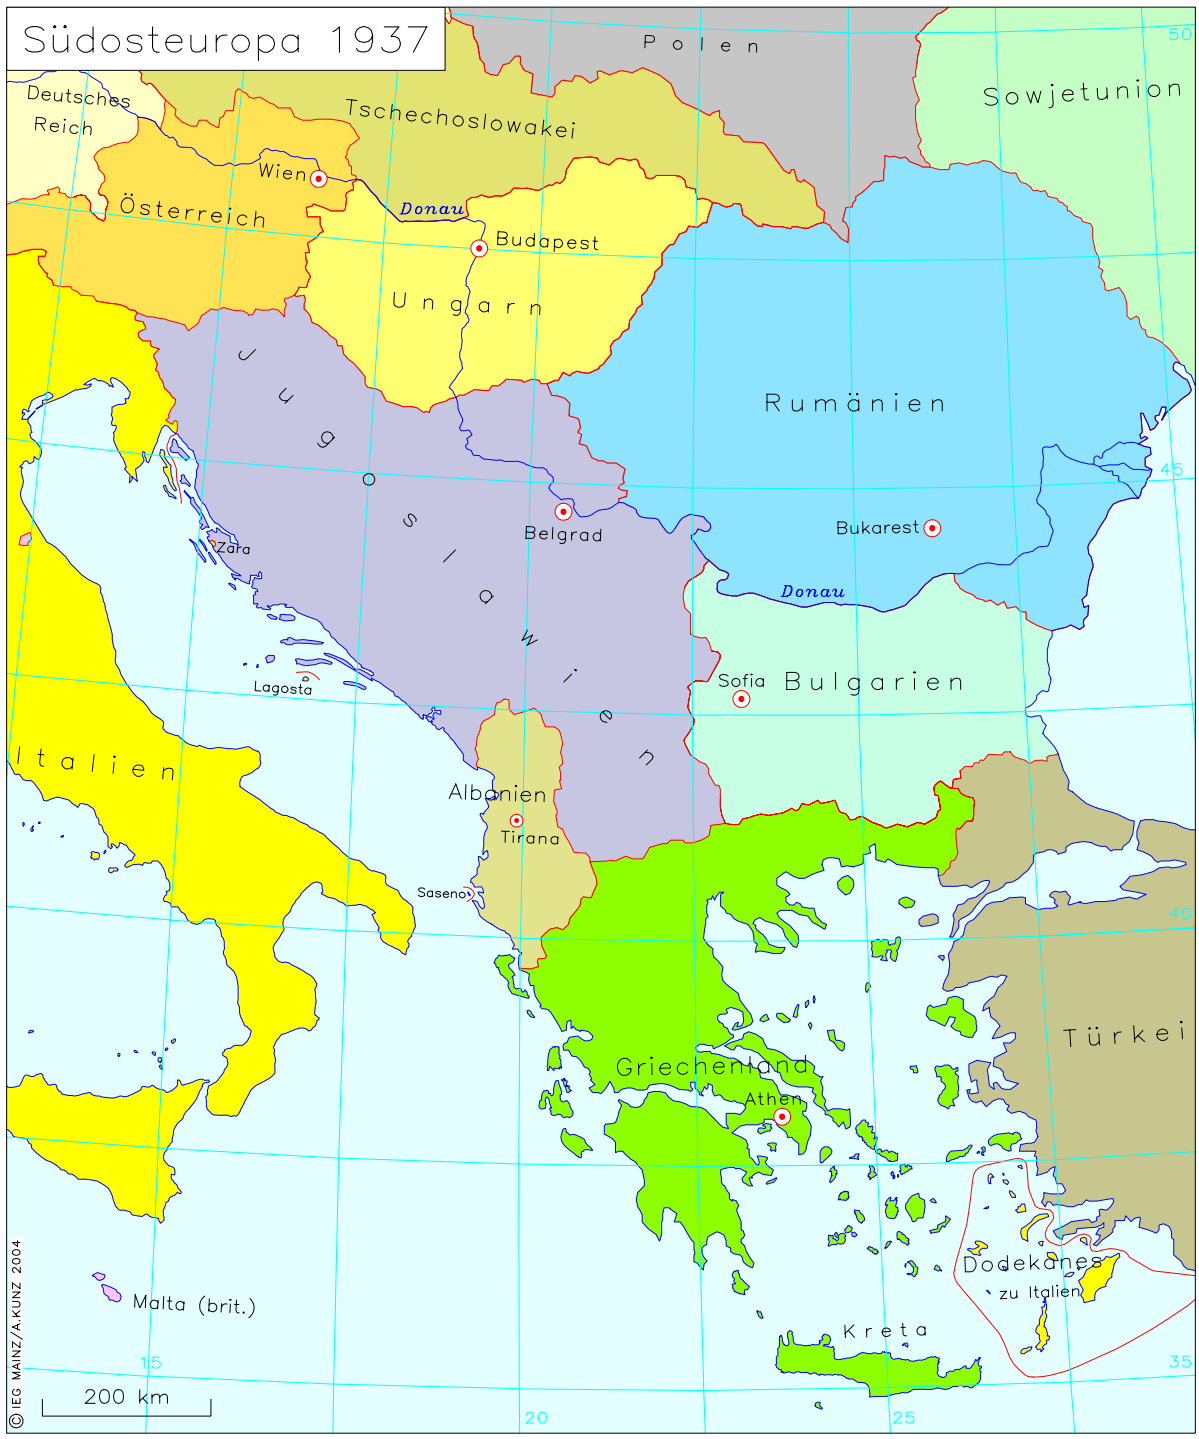 Südosteuropa 1937
Polen
50
Sowjetunion
Deutsches
Reich
Tschechoslowakei
Wien
Österreich
Donau
Budapest
Ungarn
Jugoslawien
Rumänien
45
Bukarest
Belgrad
Zara
Donau
Lagosta
Sofia
Bulgarien
Italien
Albanien
Tirana
Saseno
40
Türkei
Griechenland
Athen
Dodekanes
zu Italien
Malta (brit.)
Kreta
15
35
200 km
20
25
© IEG MAINZ/A.KUNZ 2004